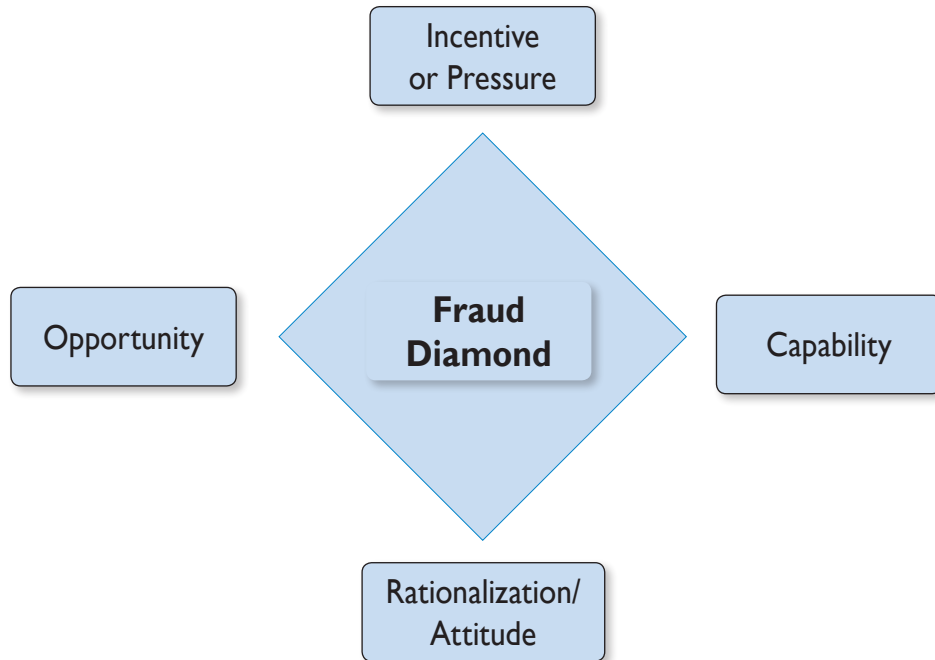 Incentive
or Pressure
Opportunity
Fraud
Diamond
Capability
Rationalization/
Attitude